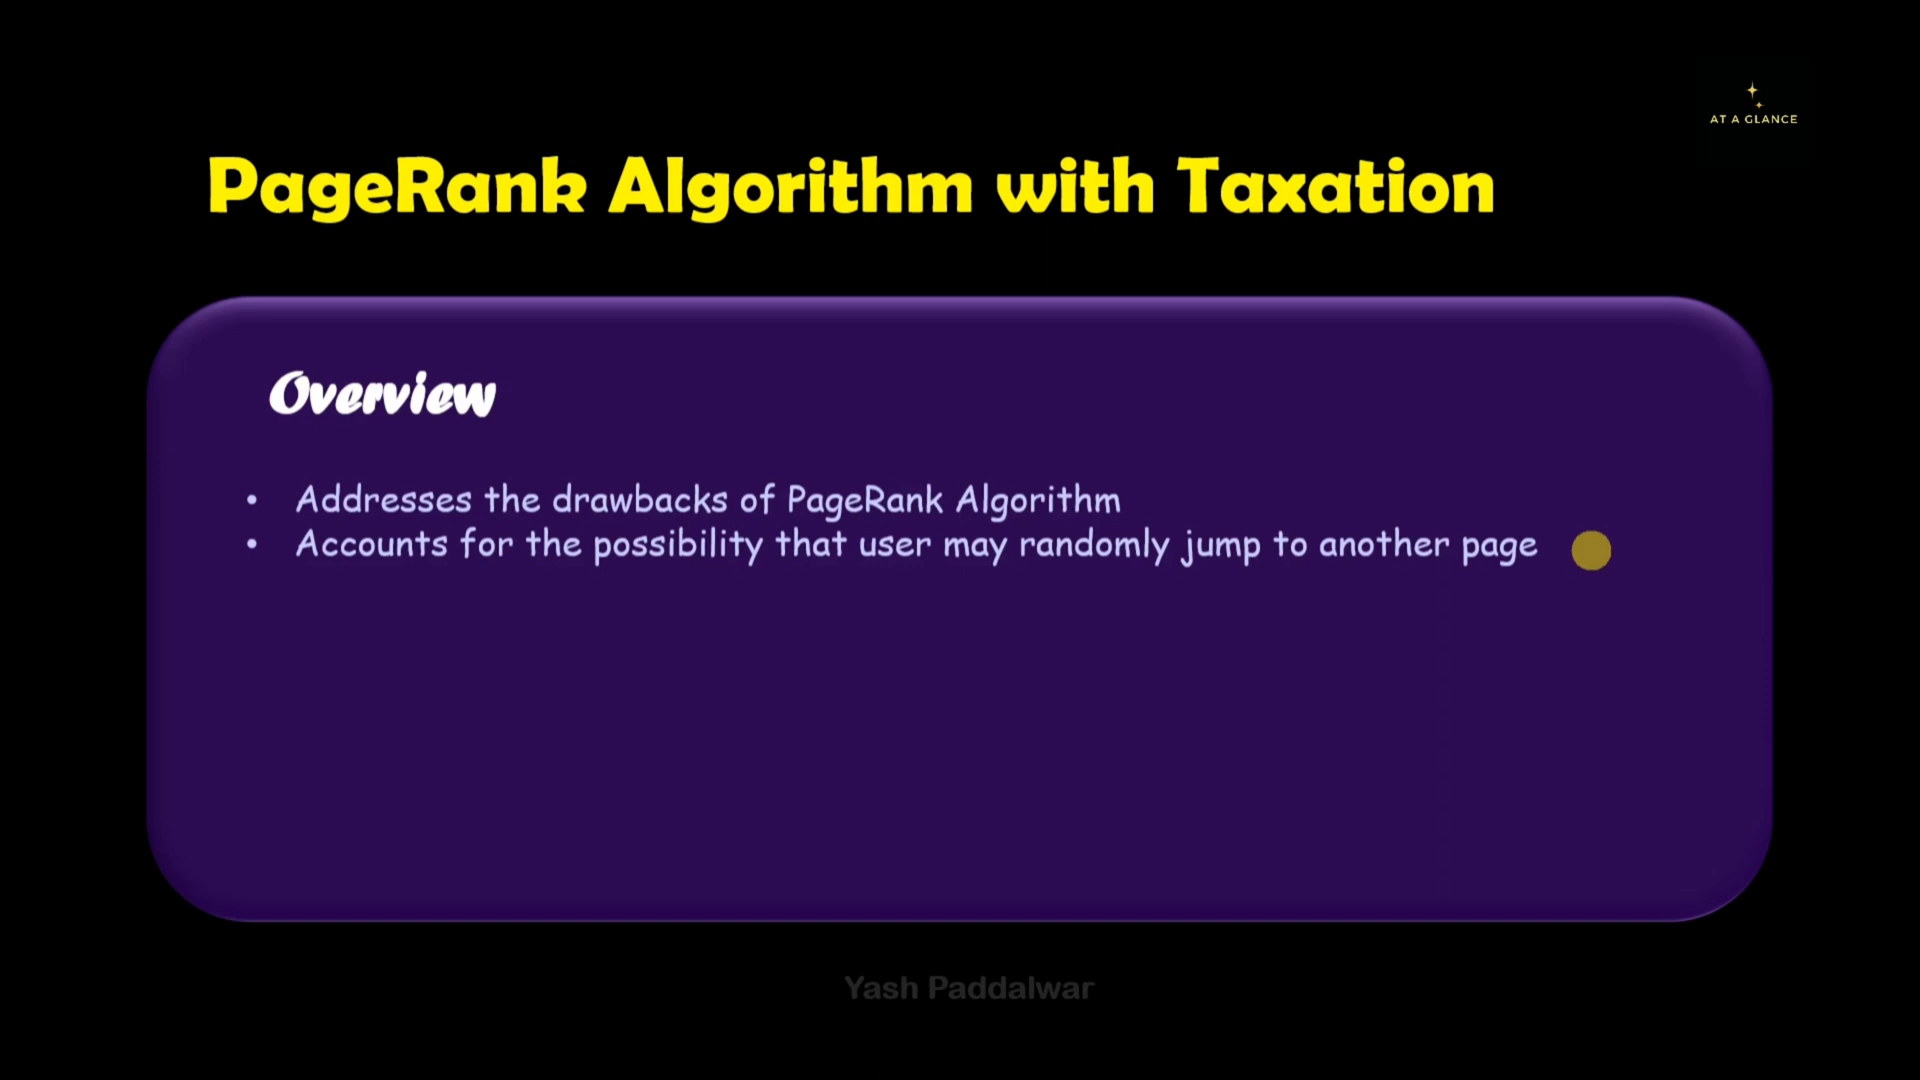 AT A GLANCE
PageRank Algorithm with Taxation
Overview
• Addresses the drawbacks of PageRank Algorithm
• Accounts for the possibility that user may randomly jump to another page
Yash Paddalwar